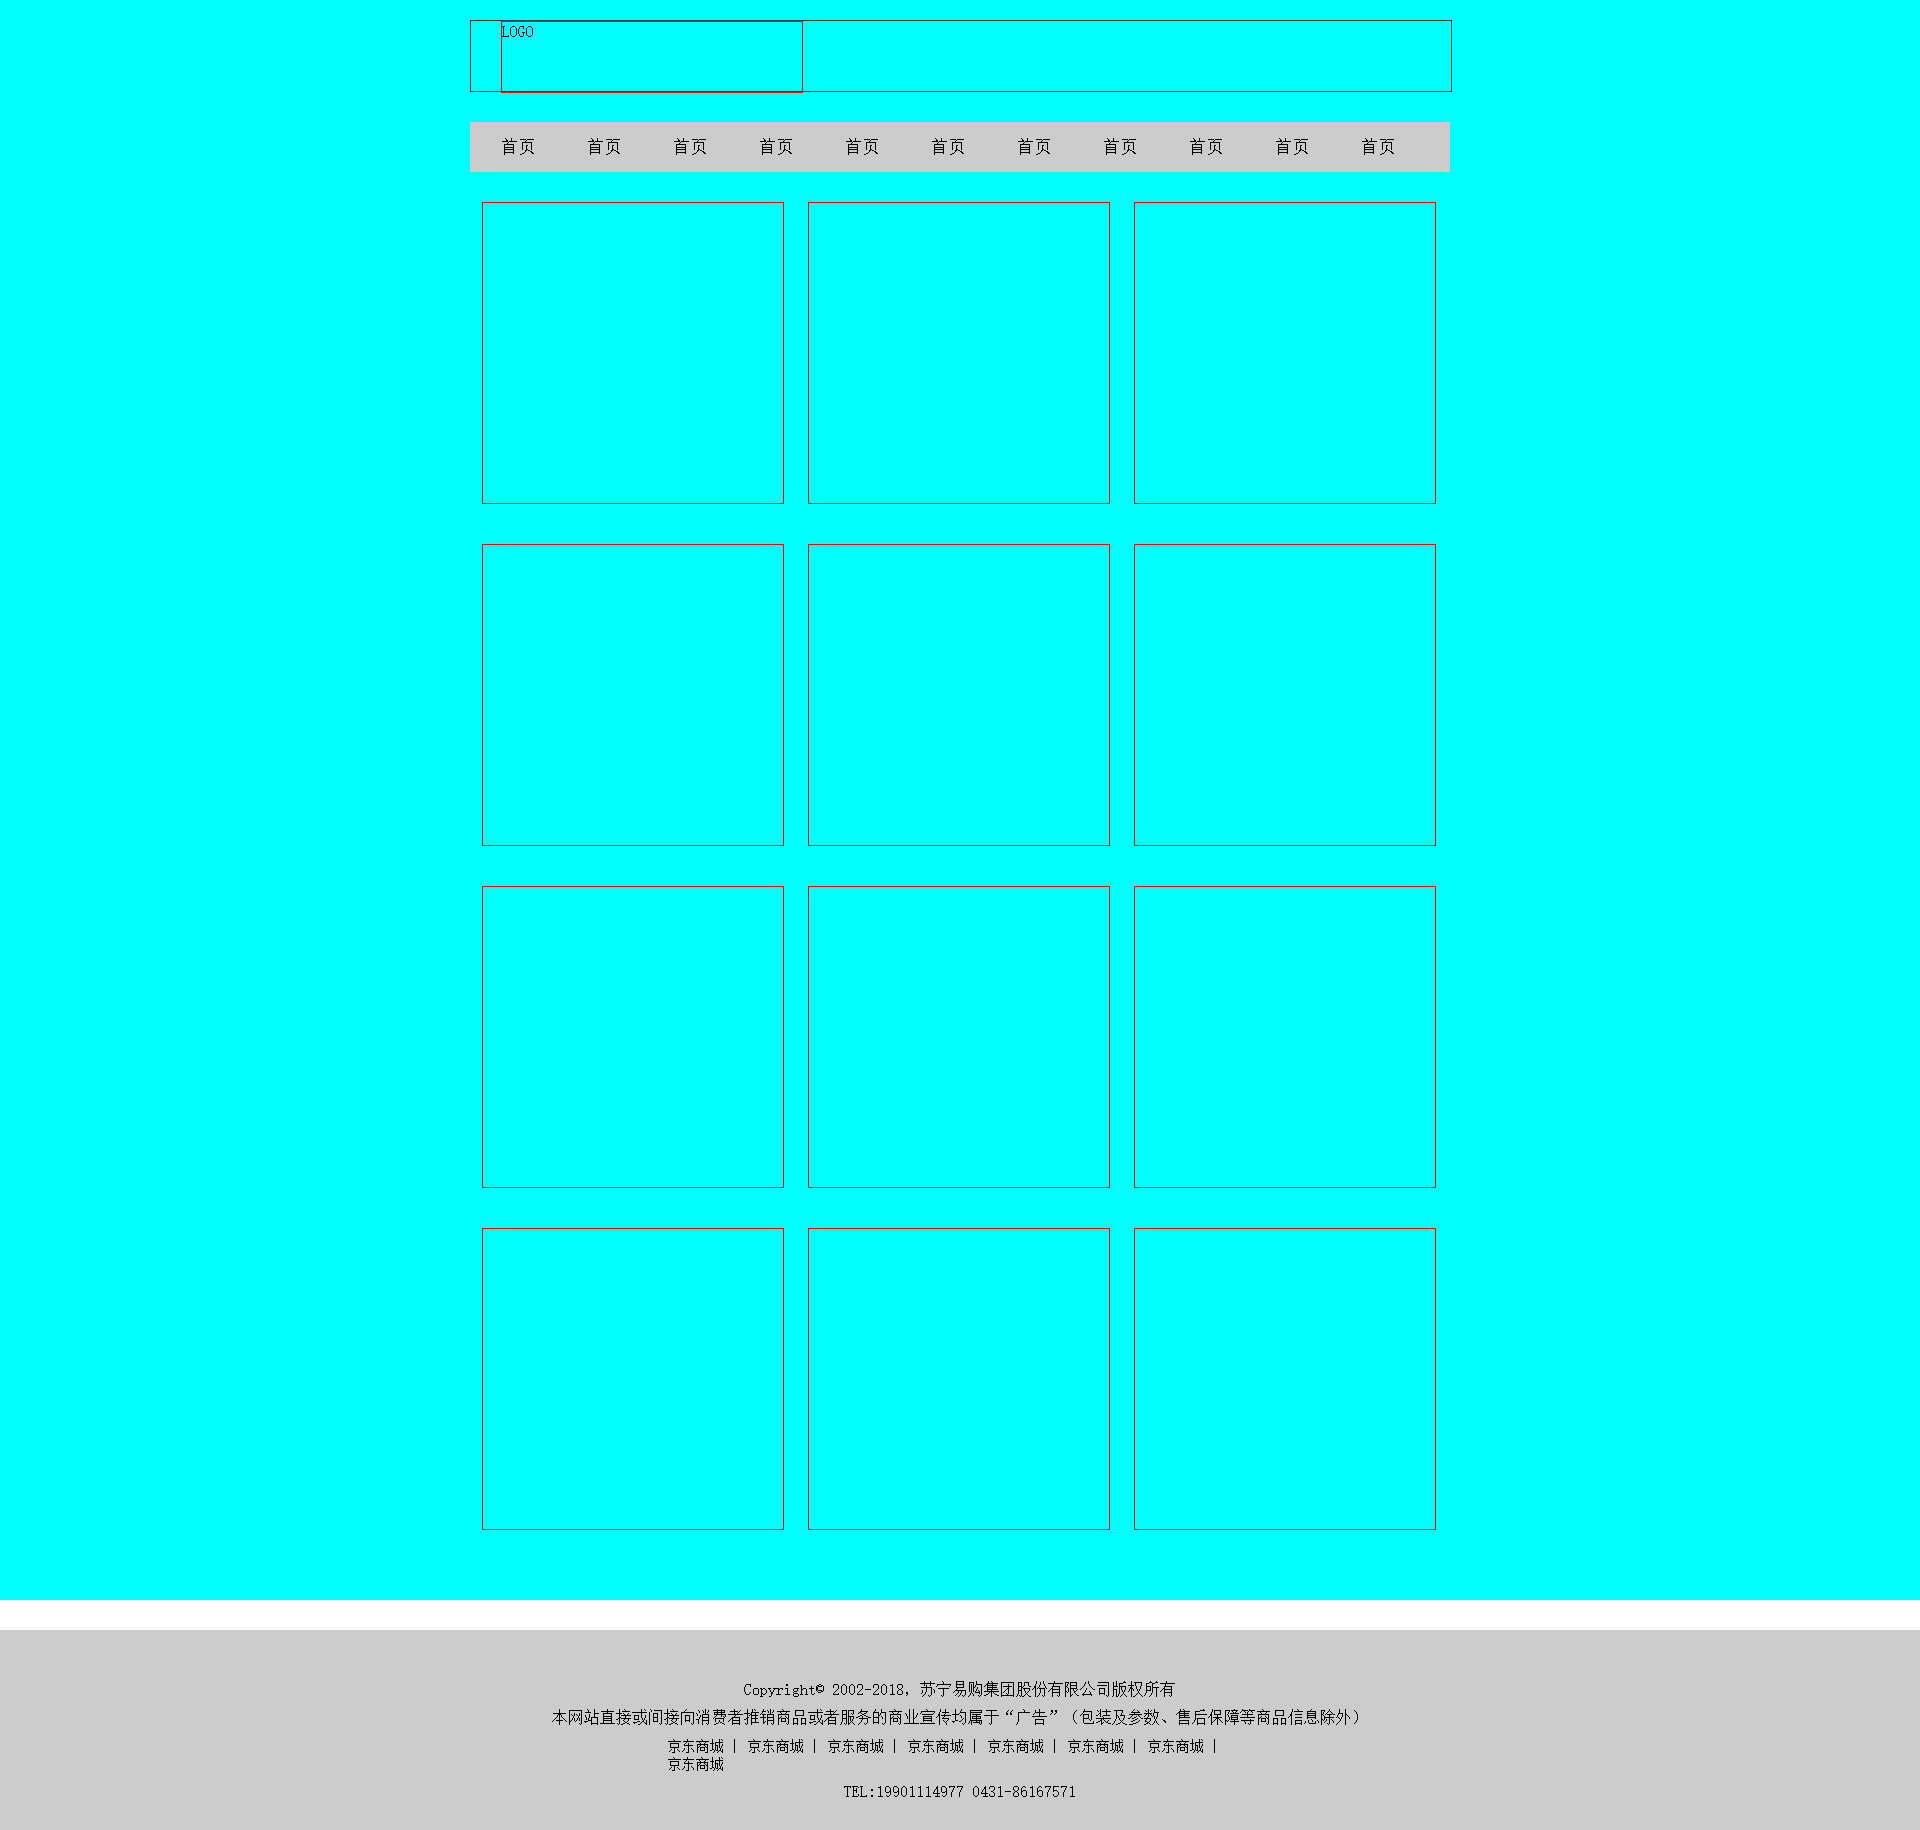 LOGO
首页 首页 首页 首页 首页 首页 首页 首页 首页 首页 首页
Copyright© 2002-2018，苏宁易购集团股份有限公司版权所有
本网站直接或间接向消费者推销商品或者服务的商业宣传均属于“广告”（包装及参数、售后保障等商品信息除外）
京东商城 | 京东商城 | 京东商城 | 京东商城 | 京东商城 | 京东商城 | 京东商城 |
京东商城
TEL:19901114977 0431-86167571